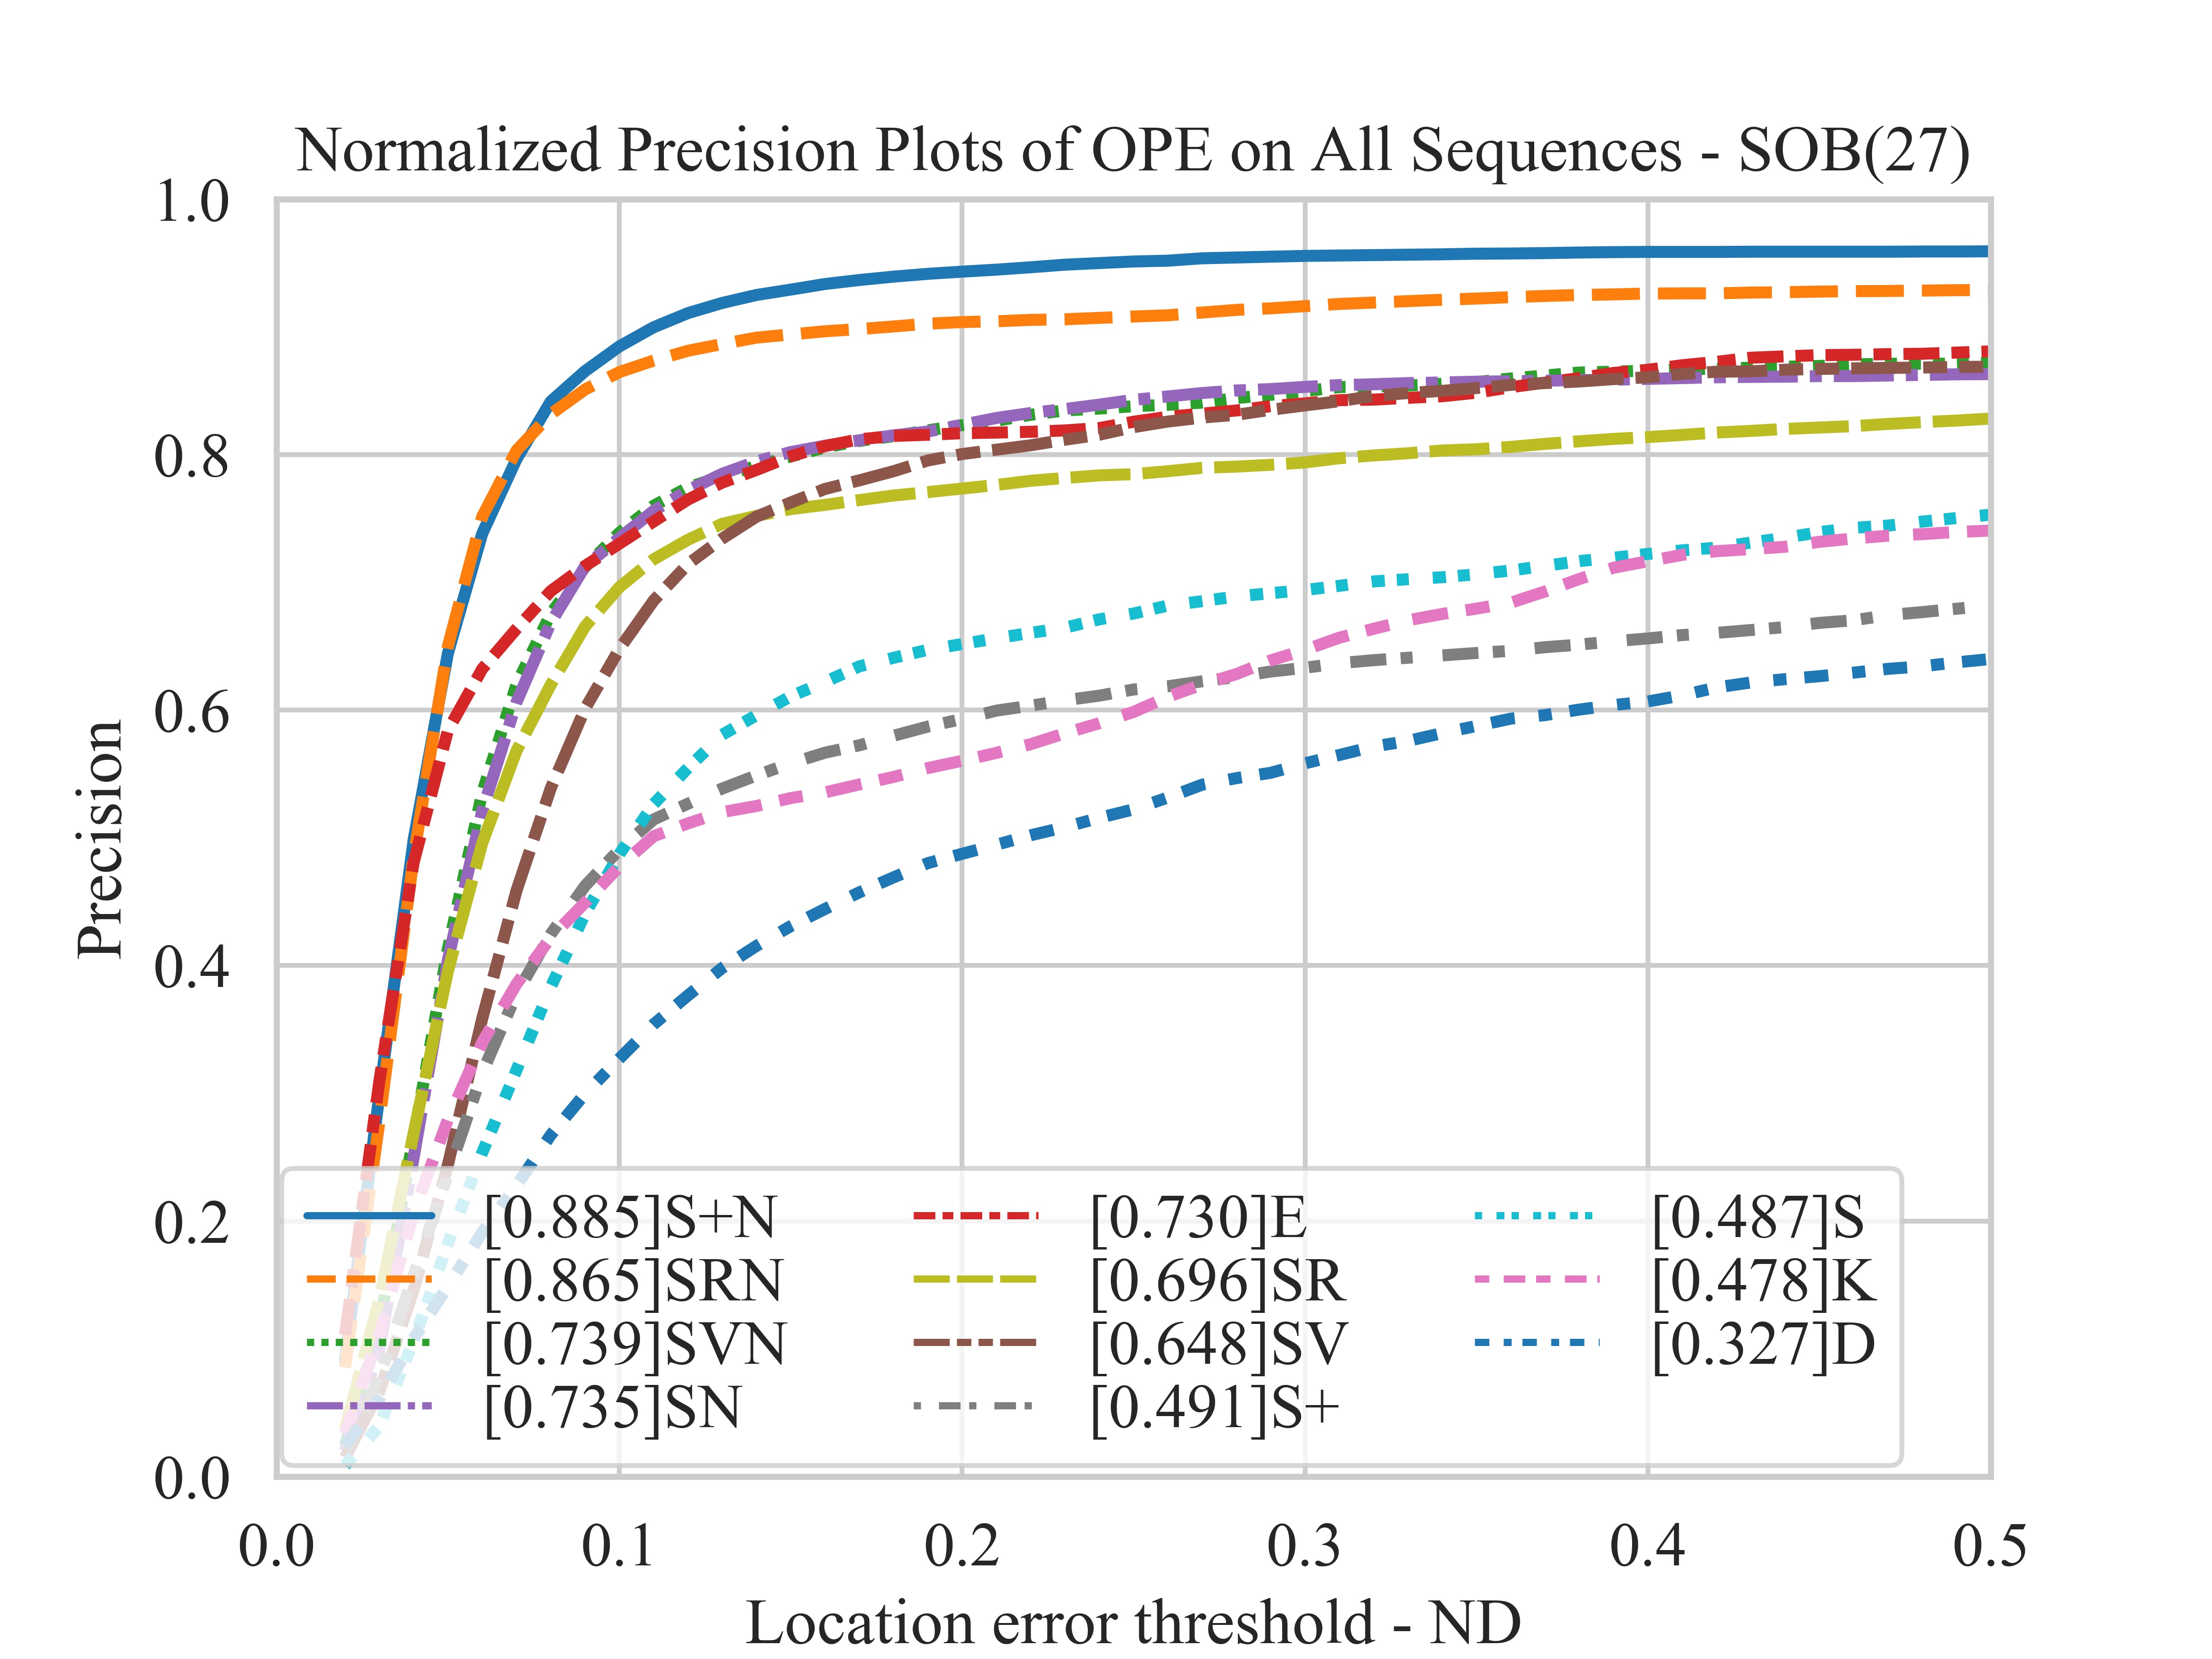 Normalized Precision Plots of OPE on All Sequences - SOB(27)
1.0
0.8
0.6
0.4
0.2
0.0
Precision
[0.885]S+N
[0.865]SRN
[0.739]SVN
[0.735]SN
[0.730]E
[0.696]SR
[0.648]SV
[0.491]S+
[0.487]S
[0.478]K
[0.327]D
0.0 0.1 0.2 0.3 0.4 0.5
Location error threshold - ND